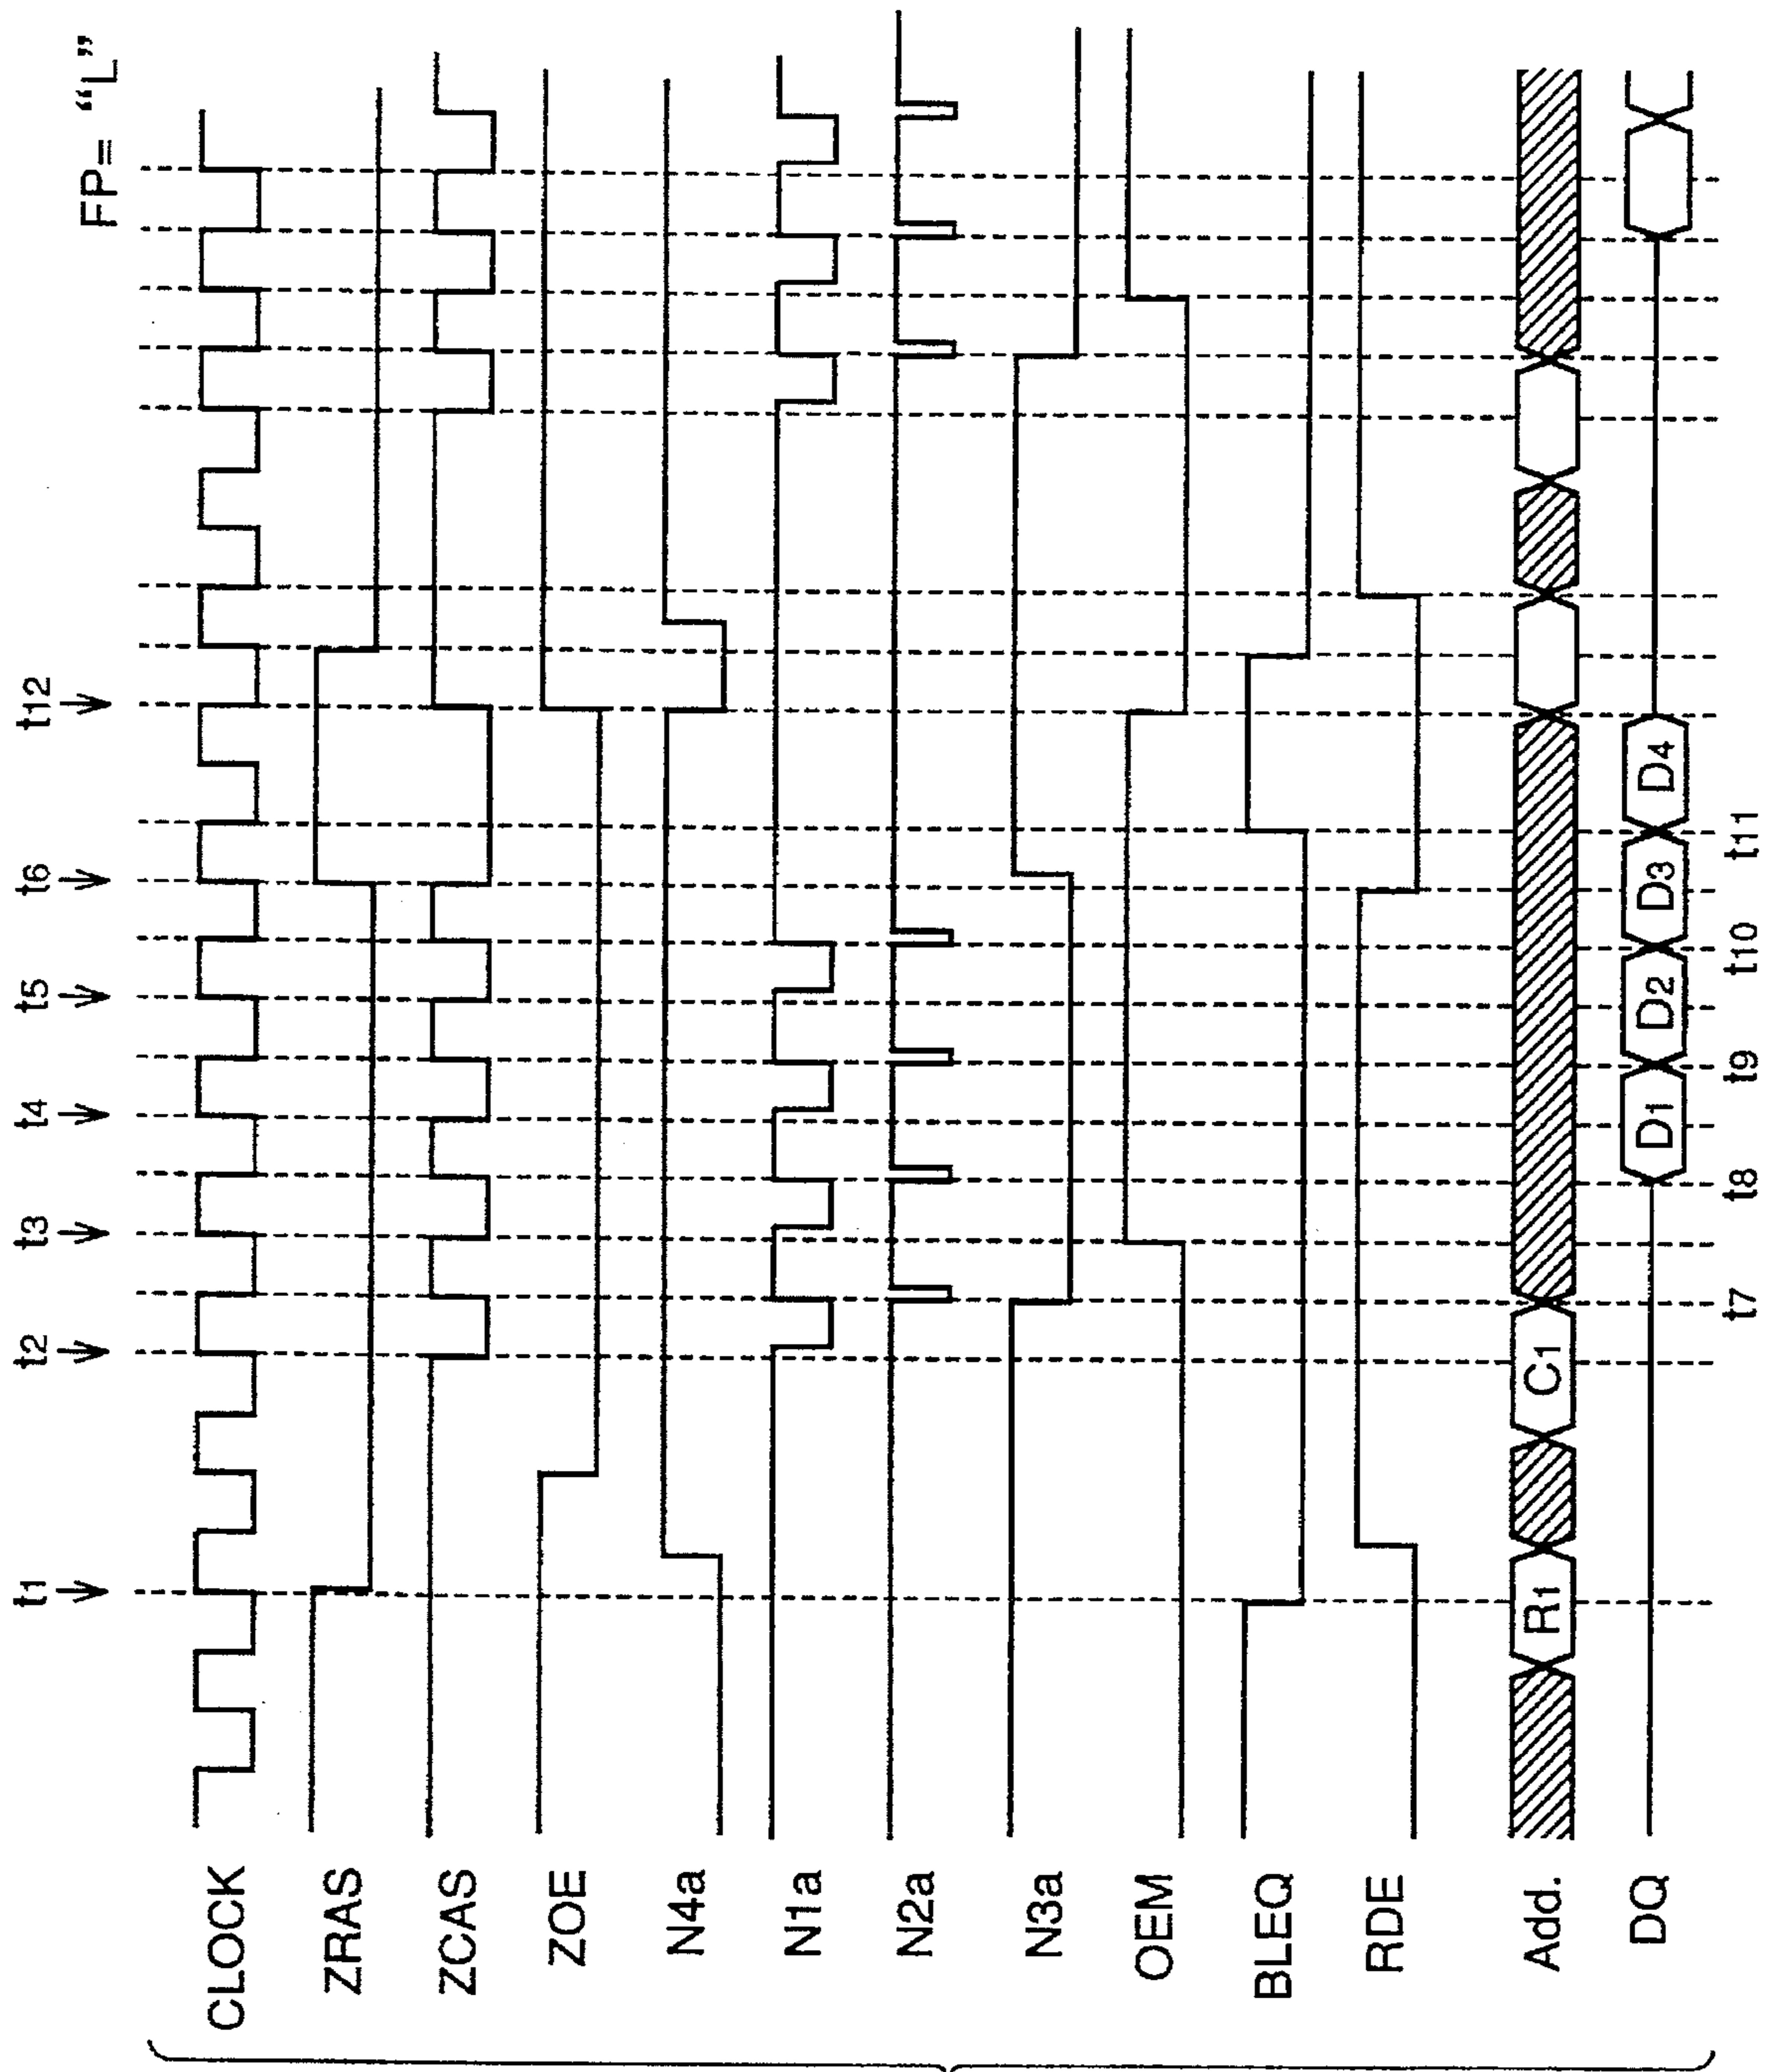 FP= “L”
t1 t2 t3 t4 t5 t6 t12
CLOCK
ZRAS
ZCAS
ZOE
N4a
N1a
N2a
N3a
OEM
BLEQ
RDE
Add. R1 C1
DQ D1 D2 D3 D4
t7 t8 t9 t10 t11